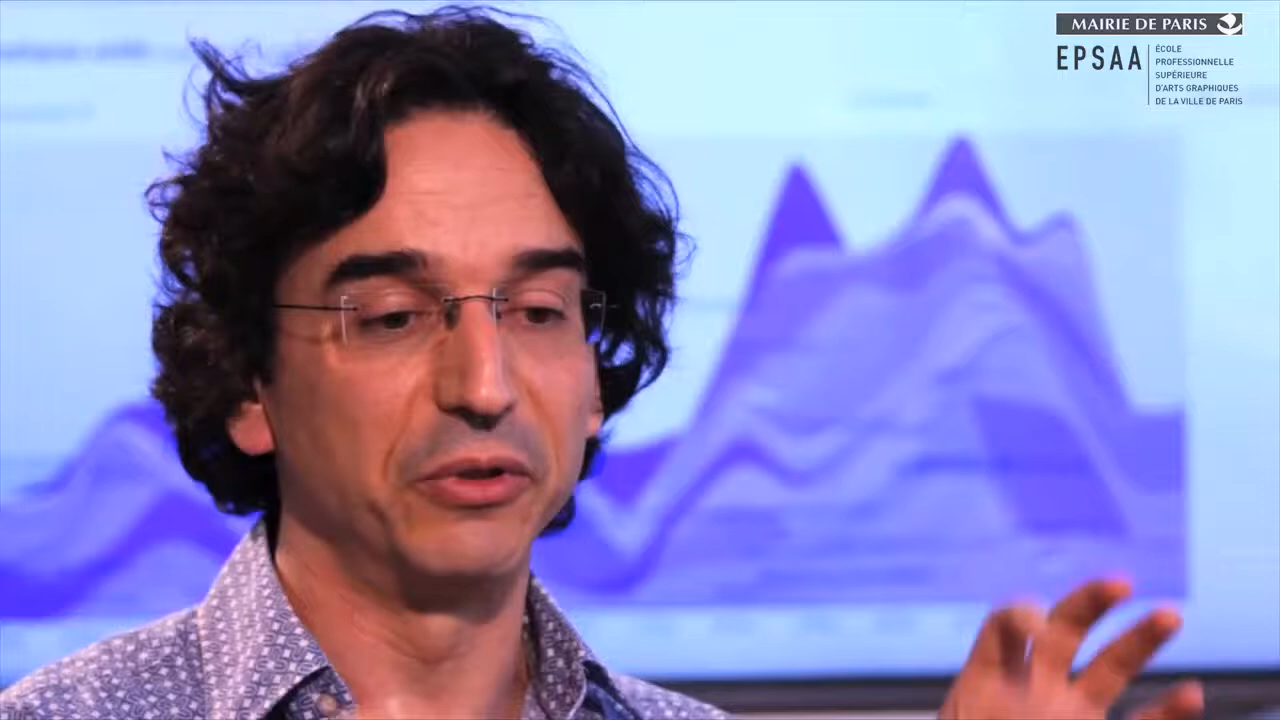 MAIRIE DE PARIS
EPSAA
ÉCOLE
PROFESSIONNELLE
SUPÉRIEURE
D'ARTS GRAPHIQUES
DE LA VILLE DE PARIS